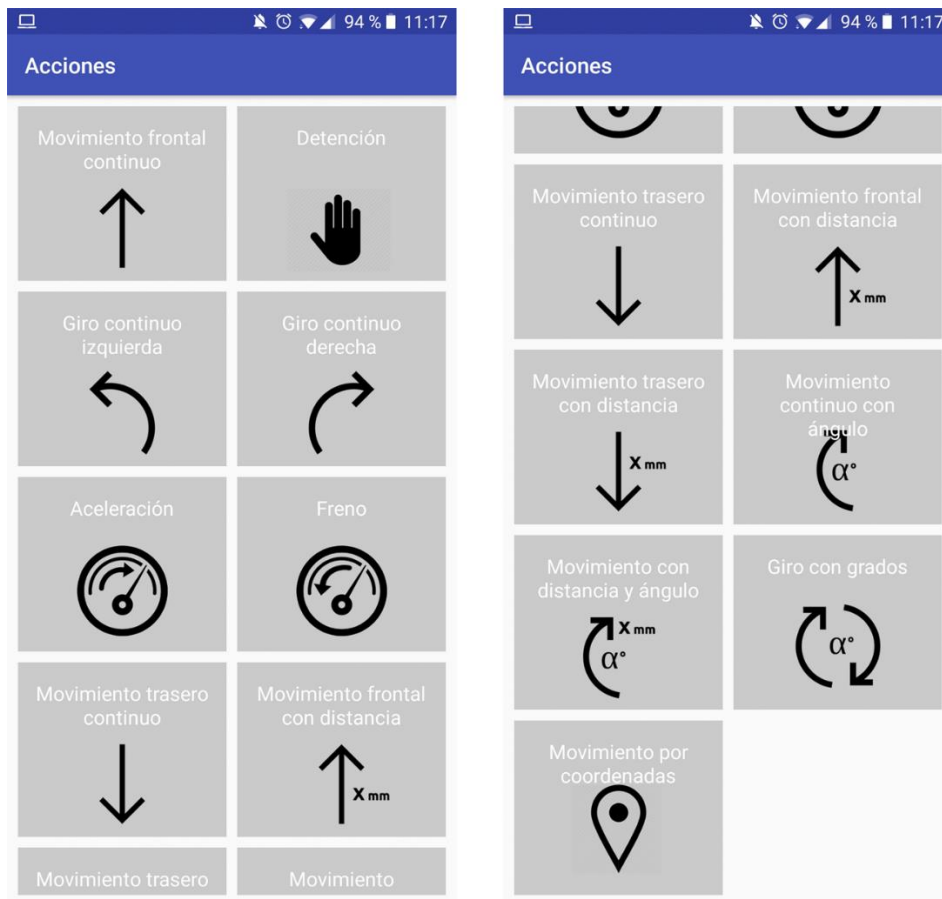 94 % 11:17
Acciones
Movimiento frontal
continuo
Detención
Giro continuo
izquierda
Giro continuo
derecha
Aceleración
Freno
Movimiento trasero
continuo
Movimiento frontal
con distancia
X mm
Movimiento trasero
Movimiento
94 % 11:17
Acciones
Movimiento trasero
continuo
Movimiento frontal
con distancia
X mm
Movimiento trasero
con distancia
X mm
Movimiento
continuo con
ángulo
α°
Movimiento con
distancia y ángulo
X mm
α°
Giro con grados
α°
Movimiento por
coordenadas